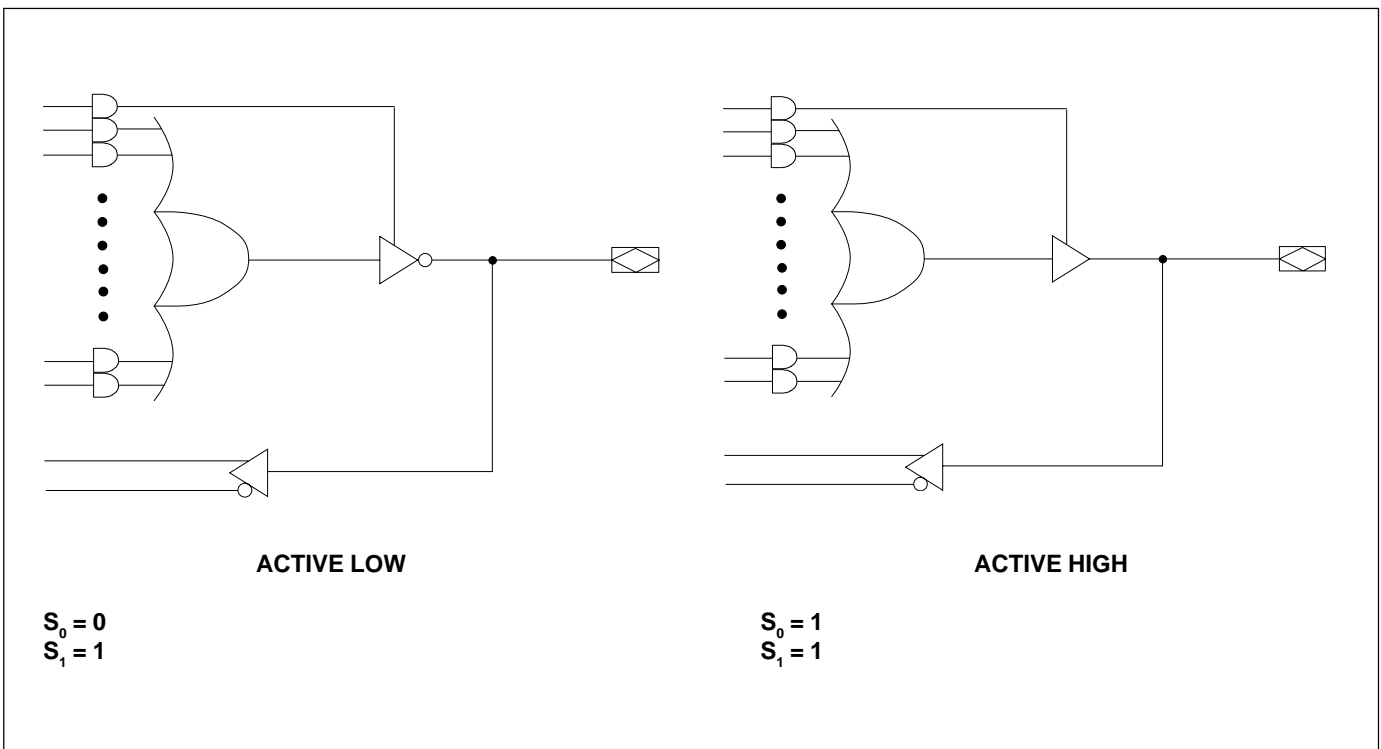 ACTIVE LOW
ACTIVE HIGH
S₀ = 0
S₁ = 1
S₀ = 1
S₁ = 1